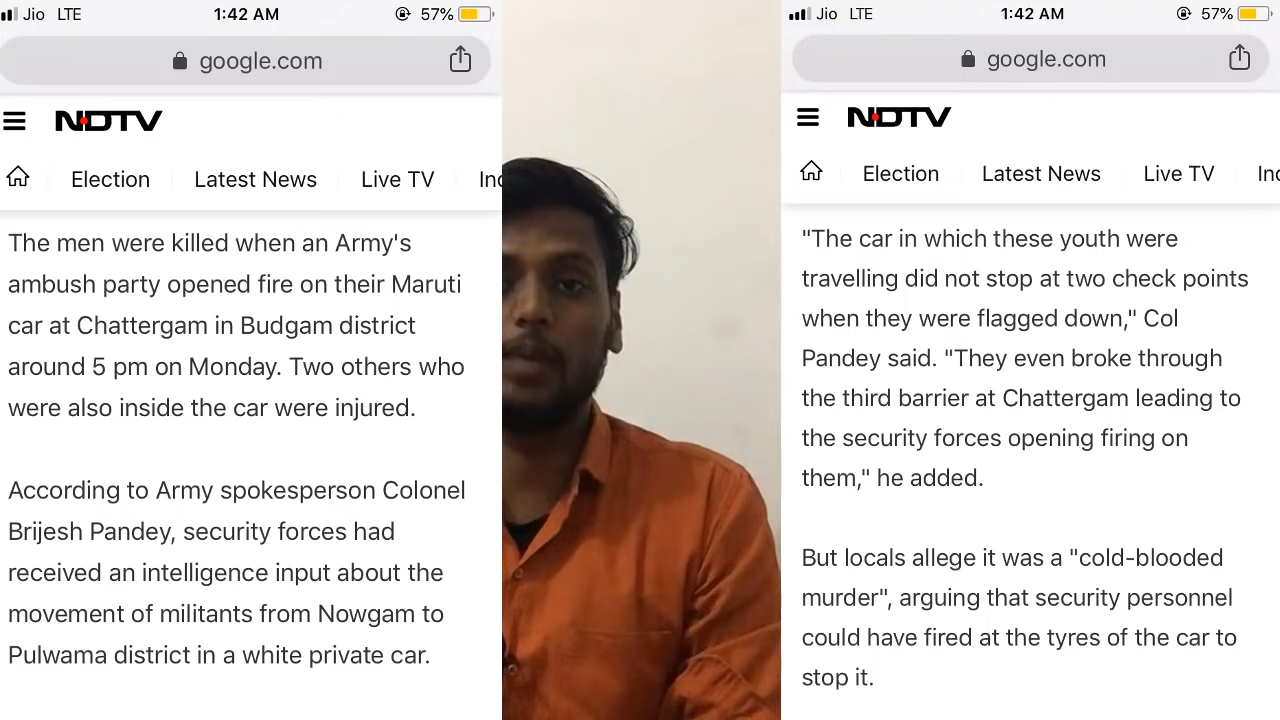 Jio LTE 1:42 AM 57%
google.com
NDTV
Election Latest News Live TV Inc
The men were killed when an Army's
ambush party opened fire on their Maruti
car at Chattergam in Budgam district
around 5 pm on Monday. Two others who
were also inside the car were injured.
According to Army spokesperson Colonel
Brijesh Pandey, security forces had
received an intelligence input about the
movement of militants from Nowgam to
Pulwama district in a white private car.
Jio LTE 1:42 AM 57%
google.com
NDTV
Election Latest News Live TV Inc
"The car in which these youth were
travelling did not stop at two check points
when they were flagged down," Col
Pandey said. "They even broke through
the third barrier at Chattergam leading to
the security forces opening firing on
them," he added.
But locals allege it was a "cold-blooded
murder", arguing that security personnel
could have fired at the tyres of the car to
stop it.